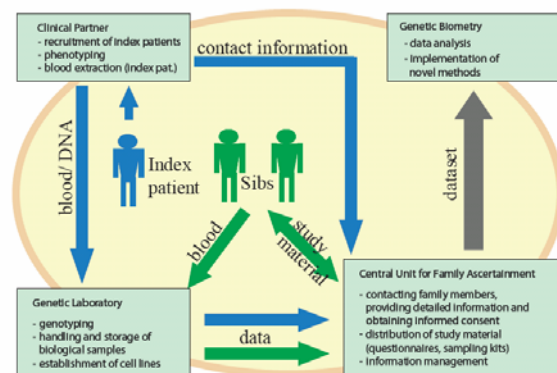 Clinical Partner
- recruitment of index patients
- phenotyping
- blood extraction (index pat.)
Genetic Biometry
- data analysis
- implementation of
novel methods
contact information
blood/ DNA
Index
patient
Sibs
dataset
blood
study
material
Genetic Laboratory
- genotyping
- handling and storage of
biological samples
- establishment of cell lines
data
Central Unit for Family Ascertainment
- contacting family members,
providing detailed information and
obtaining informed consent
- distribution of study material
(questionnaires, sampling kits)
- information management